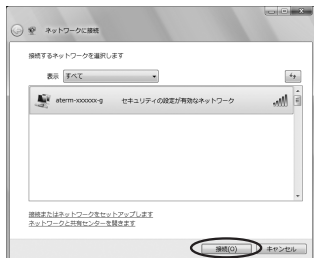 ネットワークに接続
接続するネットワークを選択します
表示 すべて
aterm-xxxxxx-g セキュリティの設定が有効なネットワーク
接続またはネットワークをセットアップします
ネットワークと共有センターを開きます
接続(O) キャンセル